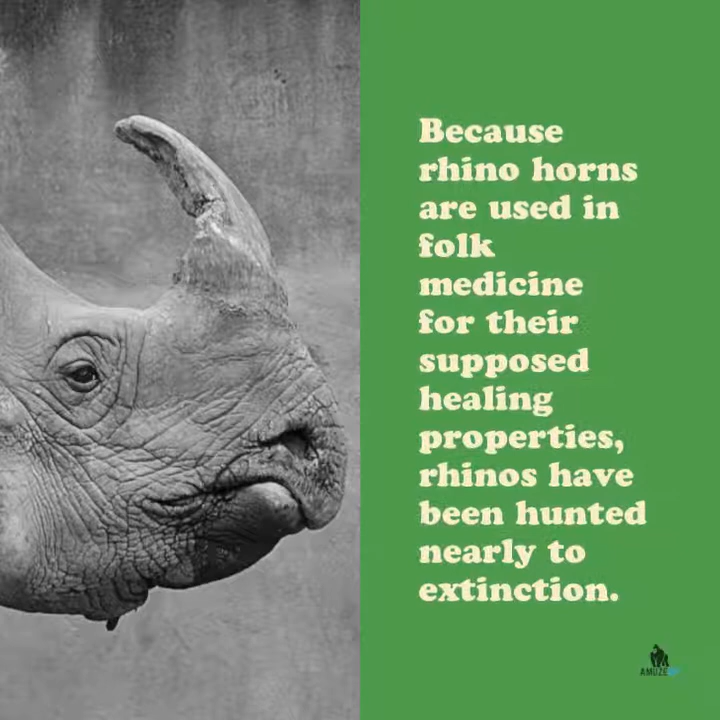 Because
rhino horns
are used in
folk
medicine
for their
supposed
healing
properties,
rhinos have
been hunted
nearly to
extinction.
AMUZE